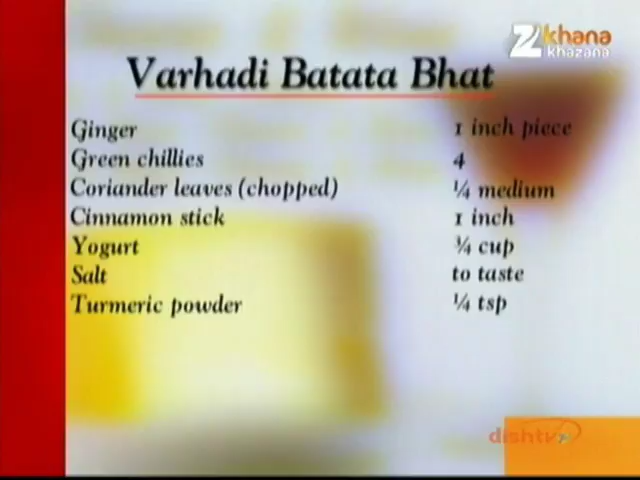 Z khana
khazana
Varhadi Batata Bhat
Ginger 1 inch piece
Green chillies 4
Coriander leaves (chopped) ¼ medium
Cinnamon stick 1 inch
Yogurt ¾ cup
Salt to taste
Turmeric powder ¼ tsp
dishtv